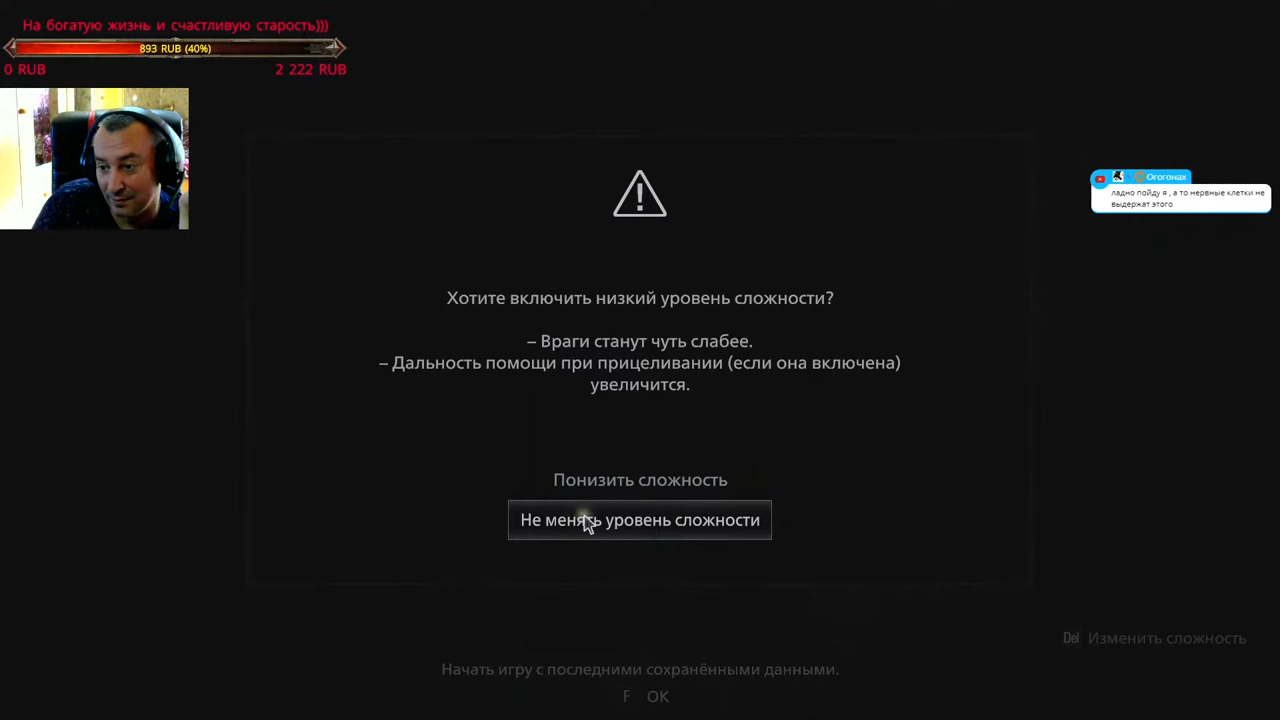 На богатую жизнь и счастливую старость)))
893 RUB (40%)
0 RUB
2 222 RUB
Огогонах
ладно пойду я , а то нервные клетки не
выдержат этого
Хотите включить низкий уровень сложности?
– Враги станут чуть слабее.
– Дальность помощи при прицеливании (если она включена)
увеличится.
Понизить сложность
Не менять уровень сложности
Del Изменить сложность
Начать игру с последними сохранёнными данными.
F OK